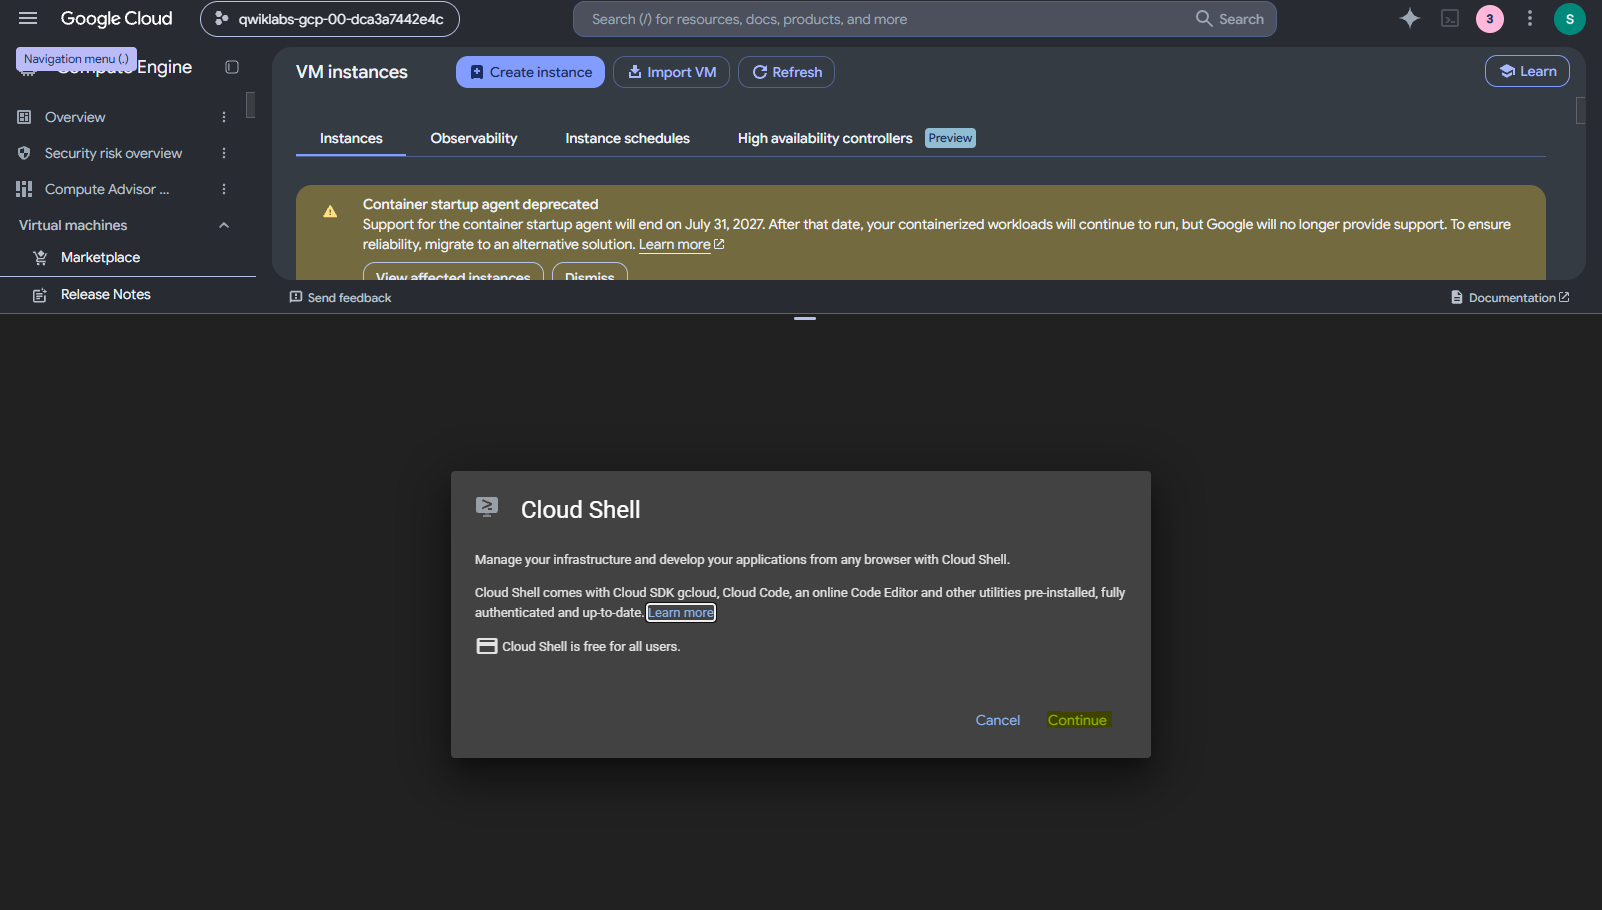 Google Cloud
qwiklabs-gcp-00-dca3a7442e4c
Search (/) for resources, docs, products, and more
Search
3
S
Navigation menu (.)
Compute Engine
VM instances
Create instance
Import VM
Refresh
Learn
Overview
Security risk overview
Compute Advisor ...
Virtual machines
Marketplace
Release Notes
Instances
Observability
Instance schedules
High availability controllers
Preview
Container startup agent deprecated
Support for the container startup agent will end on July 31, 2027. After that date, your containerized workloads will continue to run, but Google will no longer provide support. To ensure
reliability, migrate to an alternative solution. Learn more
View affected instances
Dismiss
Send feedback
Documentation
Cloud Shell
Manage your infrastructure and develop your applications from any browser with Cloud Shell.
Cloud Shell comes with Cloud SDK gcloud, Cloud Code, an online Code Editor and other utilities pre-installed, fully
authenticated and up-to-date. Learn more
Cloud Shell is free for all users.
Cancel
Continue